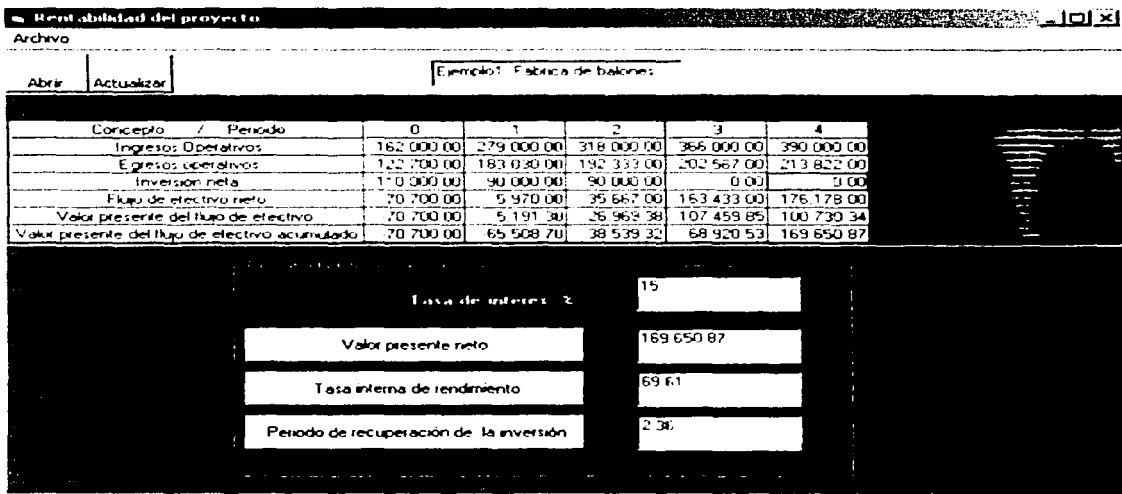 Rentabilidad del proyecto
Archivo
Abrir Actualizar Ejemplo1 Fabrica de balones
Concepto / Periodo 0 1 2 3 4
Ingresos Operativos 162 000 00 279 000 00 318 000 00 366 000 00 390 000 00
Egresos operativos 122 700 00 183 030 00 192 333 00 202 567 00 213 822 00
Inversión neta 110 000 00 90 000 00 90 000 00 0 00 0 00
Flujo de efectivo neto 70 700 00 5 970 00 35 667 00 163 433 00 176 178 00
Valor presente del flujo de efectivo 70 700 00 5 191 30 26 969 38 107 459 85 100 730 34
Valor presente del flujo de efectivo acumulado 70 700 00 65 508 70 38 539 32 68 920 53 169 650 87
Tasa de interes % 15
Valor presente neto 169 650 87
Tasa interna de rendimiento 69 61
Periodo de recuperación de la inversión 2 36